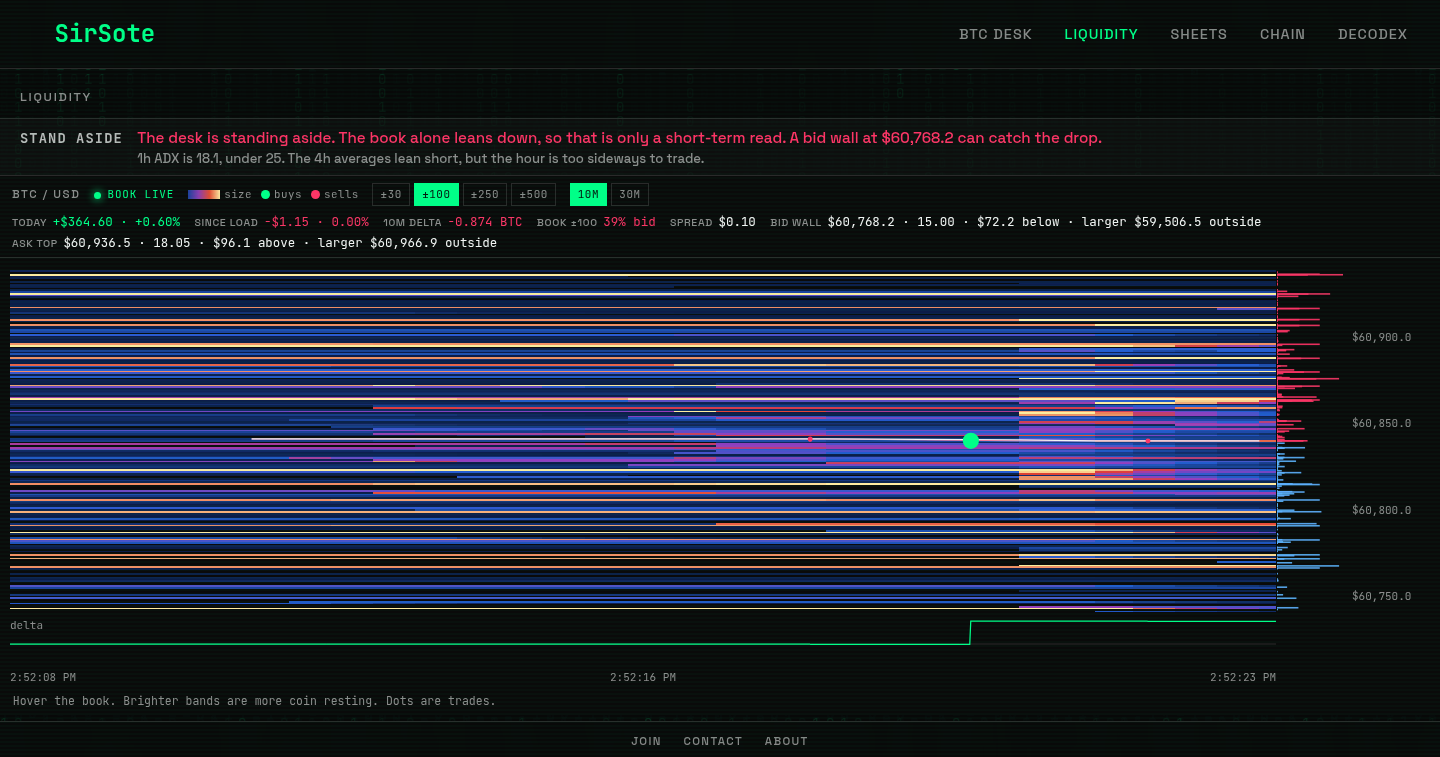 SirSote
BTC DESK LIQUIDITY SHEETS CHAIN DECODEX
LIQUIDITY
STAND ASIDE The desk is standing aside. The book alone leans down, so that is only a short-term read. A bid wall at $60,768.2 can catch the drop.
1h ADX is 18.1, under 25. The 4h averages lean short, but the hour is too sideways to trade.
BTC / USD BOOK LIVE size buys sells ±30 ±100 ±250 ±500 10M 30M
TODAY +$364.60 · +0.60% SINCE LOAD -$1.15 · 0.00% 10M DELTA -0.874 BTC BOOK ±100 39% bid SPREAD $0.10 BID WALL $60,768.2 · 15.00 · $72.2 below · larger $59,506.5 outside
ASK TOP $60,936.5 · 18.05 · $96.1 above · larger $60,966.9 outside
$60,900.0
$60,850.0
$60,800.0
$60,750.0
delta
2:52:08 PM 2:52:16 PM 2:52:23 PM
Hover the book. Brighter bands are more coin resting. Dots are trades.
JOIN CONTACT ABOUT